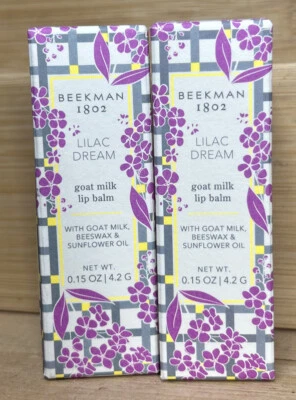 BEEKMAN
1802
LILAC
DREAM
goat milk
lip balm
WITH GOAT MILK,
BEESWAX &
SUNFLOWER OIL
NET WT.
0.15 OZ | 4.2 G
BEEKMAN
1802
LILAC
DREAM
goat milk
lip balm
WITH GOAT MILK,
BEESWAX &
SUNFLOWER OIL
NET WT.
0.15 OZ | 4.2 G